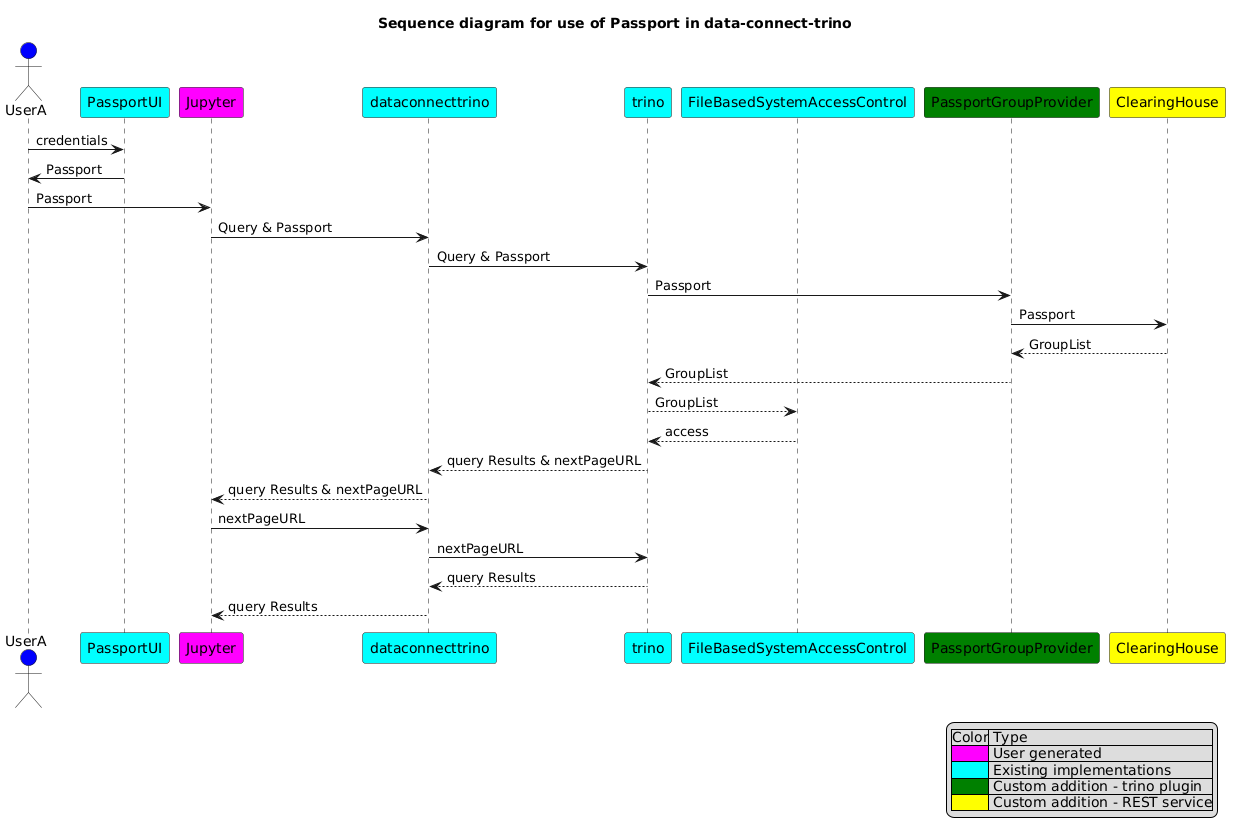 Sequence diagram for use of Passport in data-connect-trino
UserA
PassportUI
Jupyter
dataconnecttrino
trino
FileBasedSystemAccessControl
PassportGroupProvider
ClearingHouse
credentials
Passport
Passport
Query & Passport
Query & Passport
Passport
Passport
GroupList
GroupList
GroupList
access
query Results & nextPageURL
query Results & nextPageURL
nextPageURL
nextPageURL
query Results
query Results
UserA
PassportUI
Jupyter
dataconnecttrino
trino
FileBasedSystemAccessControl
PassportGroupProvider
ClearingHouse
Color Type
User generated
Existing implementations
Custom addition - trino plugin
Custom addition - REST service